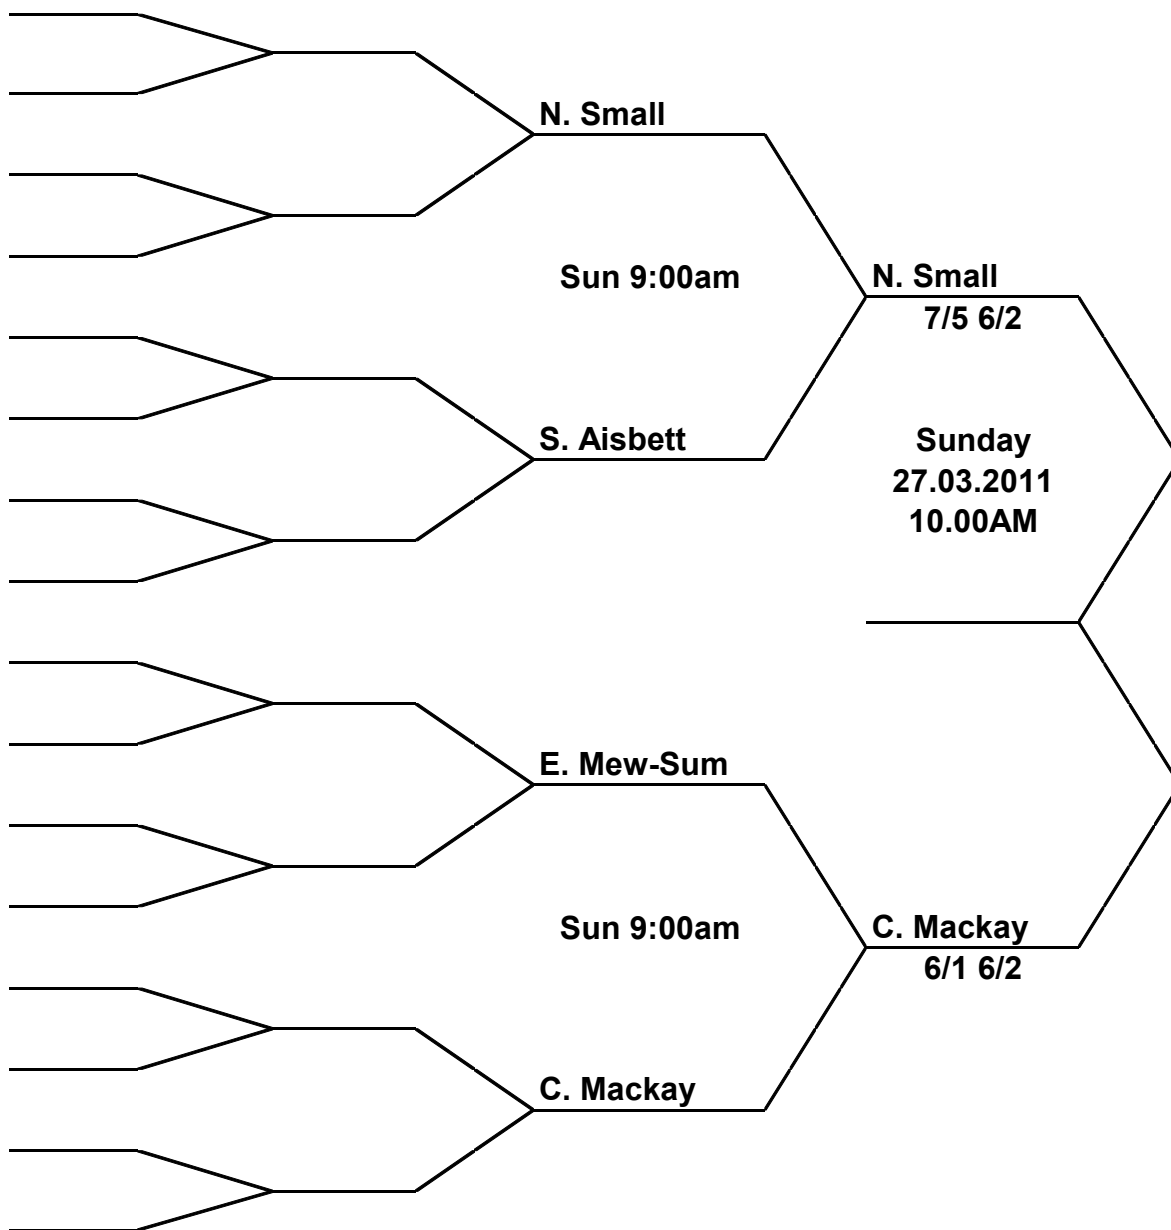 N. Small
Sun 9:00am
N. Small
7/5 6/2
S. Aisbett
Sunday
27.03.2011
10.00AM
E. Mew-Sum
Sun 9:00am
C. Mackay
6/1 6/2
C. Mackay